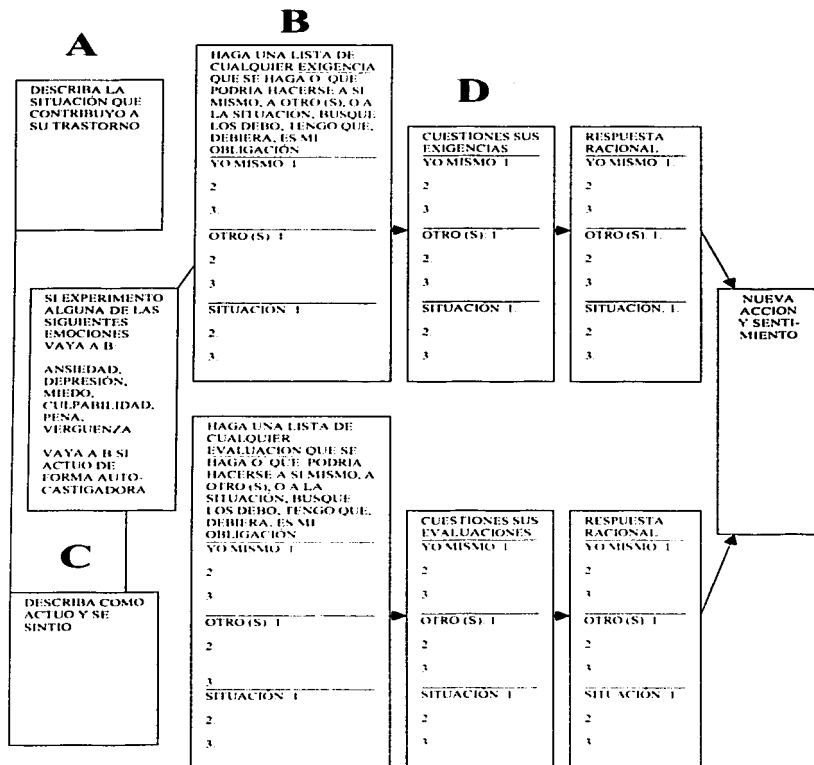 A
DESCRIBA LA
SITUACIÓN QUE
CONTRIBUYO A
SU TRASTORNO
SI EXPERIMENTO
ALGUNA DE LAS
SIGUIENTES
EMOCIONES
VAYA A B
ANSIEDAD,
DEPRESIÓN,
MIEDO,
CULPABILIDAD,
PENA,
VERGUENZA
VAYA A B SI
ACTUO DE
FORMA AUTO-
CASTIGADORA
C
DESCRIBA COMO
ACTUO Y SE
SINTIO
B
HAGA UNA LISTA DE
CUALQUIER EXIGENCIA
QUE SE HAGA O QUE
PODRIA HACERSE A SI
MISMO, A OTRO (S), O A
LA SITUACIÓN, BUSQUE
LOS DEBO, TENGO QUE,
DEBIERA, ES MI
OBLIGACIÓN
YO MISMO 1
2
3.
OTRO (S) 1
2
3
SITUACION 1
2.
3.
HAGA UNA LISTA DE
CUALQUIER
EVALUACION QUE SE
HAGA O QUE PODRIA
HACERSE A SI MISMO, A
OTRO (S), O A LA
SITUACIÓN, BUSQUE
LOS DEBO, TENGO QUE,
DEBIERA, ES MI
OBLIGACIÓN
YO MISMO 1
2
3
OTRO (S) 1
2
3
SITUACIÓN 1
2
3.
D
CUESTIONES SUS
EXIGENCIAS
YO MISMO 1
2
3
OTRO (S). 1
2.
3
SITUACIÓN 1
2.
3.
CUESTIONES SUS
EVALUACIONES
YO MISMO 1
2
3
OTRO (S). 1
2
3
SITUACIÓN 1
2
3
RESPUESTA
RACIONAL
YO MISMO 1.
2
3
OTRO (S). 1.
2.
3
SITUACIÓN. 1.
2.
3.
RESPUESTA
RACIONAL
YO MISMO 1
2
3
OTRO (S) 1
2
3
SITUACIÓN 1
2
3
NUEVA
ACCION
Y SENTI-
MIENTO